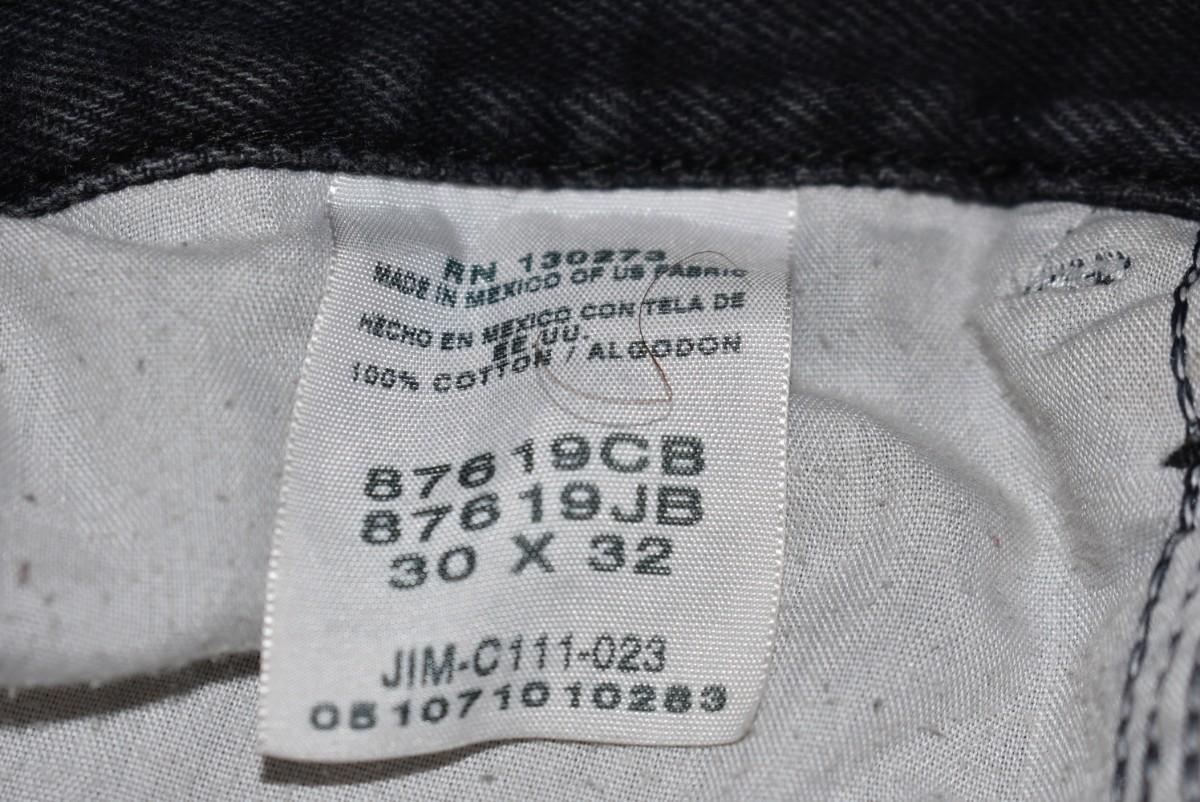 RN 130273
MADE IN MEXICO OF US FABRIC
HECHO EN MEXICO CON TELA DE
EE.UU.
100% COTTON / ALGODON
87619CB
87619JB
30 X 32
JIM-C111-023
051071010283